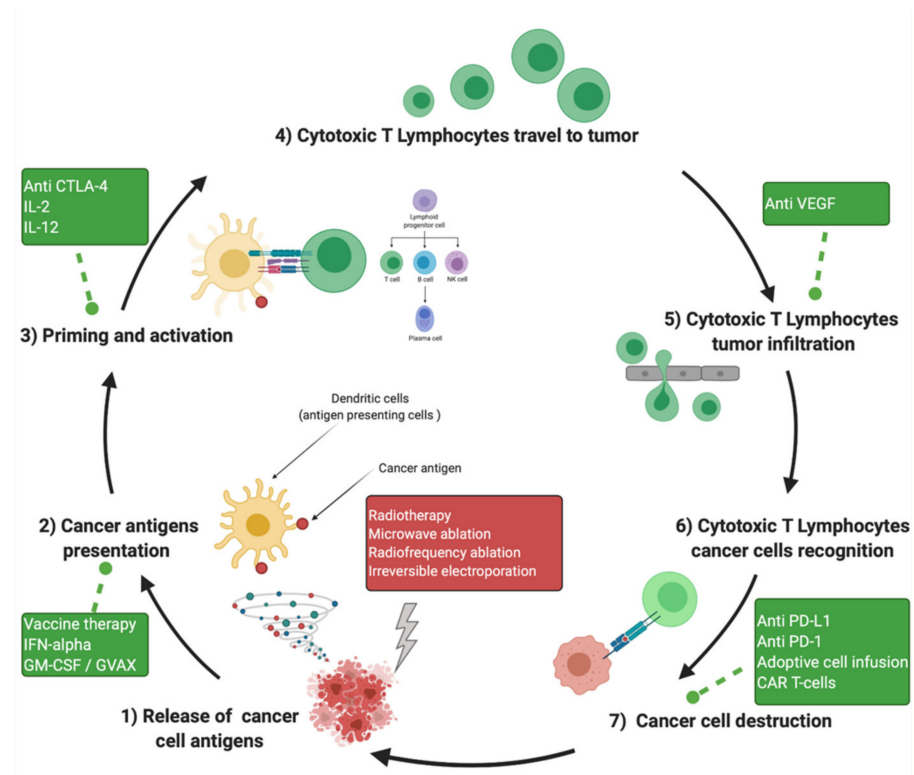 4) Cytotoxic T Lymphocytes travel to tumor
Anti CTLA-4
IL-2
IL-12
Anti VEGF
Lymphoid
progenitor cell
T cell
B cell
NK cell
Plasma cell
3) Priming and activation
5) Cytotoxic T Lymphocytes
tumor infiltration
Dendritic cells
(antigen presenting cells )
Cancer antigen
Radiotherapy
Microwave ablation
Radiofrequency ablation
Irreversible electroporation
2) Cancer antigens
presentation
6) Cytotoxic T Lymphocytes
cancer cells recognition
Vaccine therapy
IFN-alpha
GM-CSF / GVAX
Anti PD-L1
Anti PD-1
Adoptive cell infusion
CAR T-cells
1) Release of cancer
cell antigens
7) Cancer cell destruction